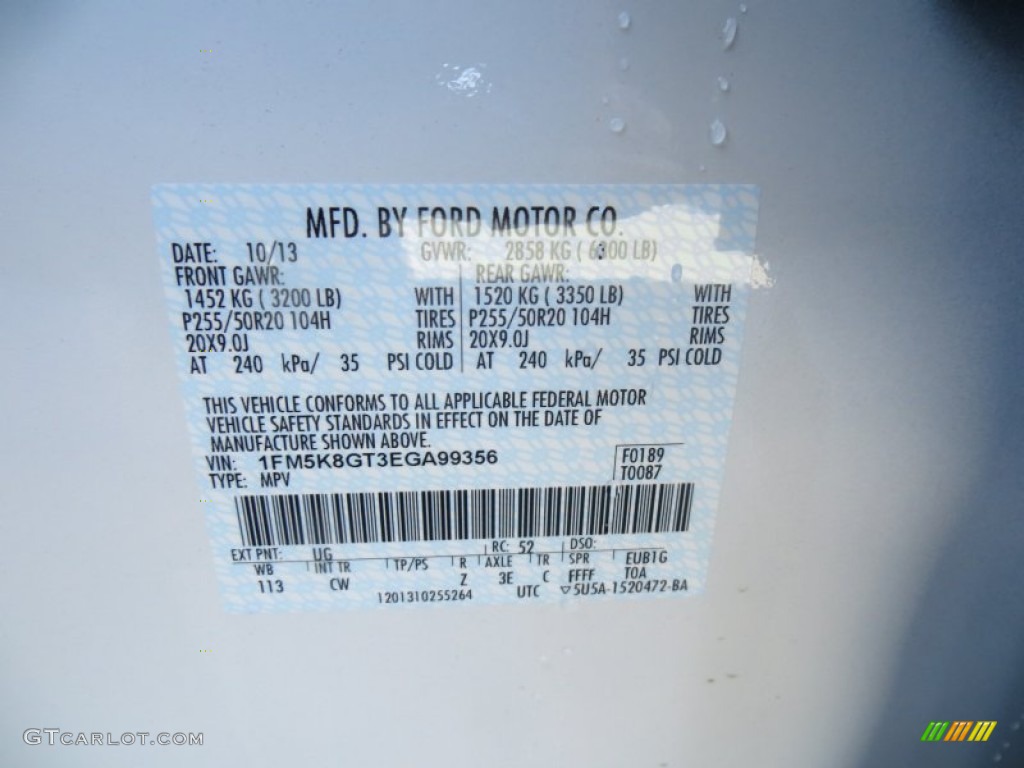 MFD. BY FORD MOTOR CO.
DATE: 10/13 GVWR: 2858 KG ( 6300 LB)
FRONT GAWR: REAR GAWR:
1452 KG ( 3200 LB) WITH 1520 KG ( 3350 LB) WITH
P255/50R20 104H TIRES P255/50R20 104H TIRES
20X9.0J RIMS 20X9.0J RIMS
AT 240 kPa/ 35 PSI COLD AT 240 kPa/ 35 PSI COLD
THIS VEHICLE CONFORMS TO ALL APPLICABLE FEDERAL MOTOR
VEHICLE SAFETY STANDARDS IN EFFECT ON THE DATE OF
MANUFACTURE SHOWN ABOVE.
VIN: 1FM5K8GT3EGA99356 F0189
TYPE: MPV T0087
EXT PNT: UG RC: 52 DSO:
WB INT TR TP/PS R AXLE TR SPR EUB1G
113 CW Z 3E C FFFF TOA
1201310255264 UTC ▽5U5A-1520472-BA
GTCARLOT.COM